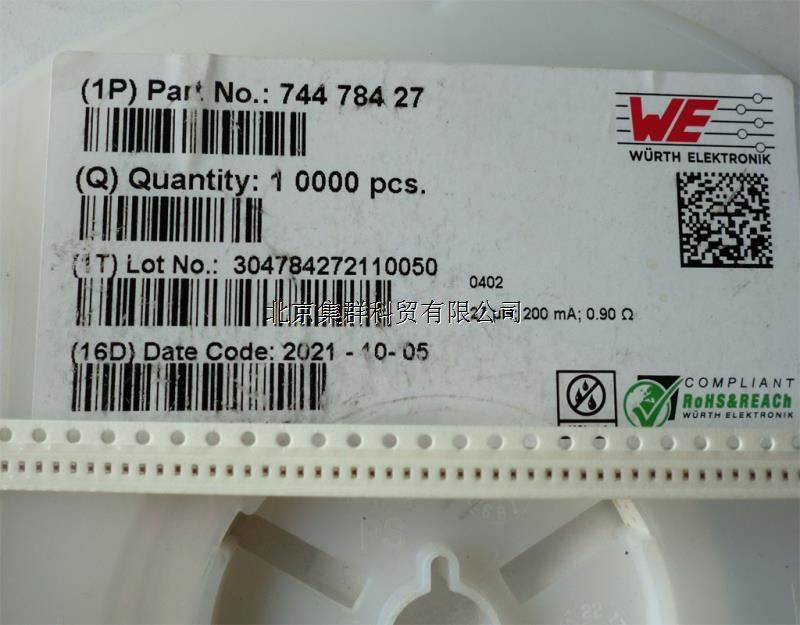 (1P) Part No.: 744 784 27
WE
WÜRTH ELEKTRONIK
(Q) Quantity: 1 0000 pcs.
(1T) Lot No.: 304784272110050
0402
北京集群科贸有限公司
200 mA; 0.90 Ω
(16D) Date Code: 2021 - 10- 05
COMPLIANT
RoHS&REACh
WÜRTH ELEKTRONIK
PS